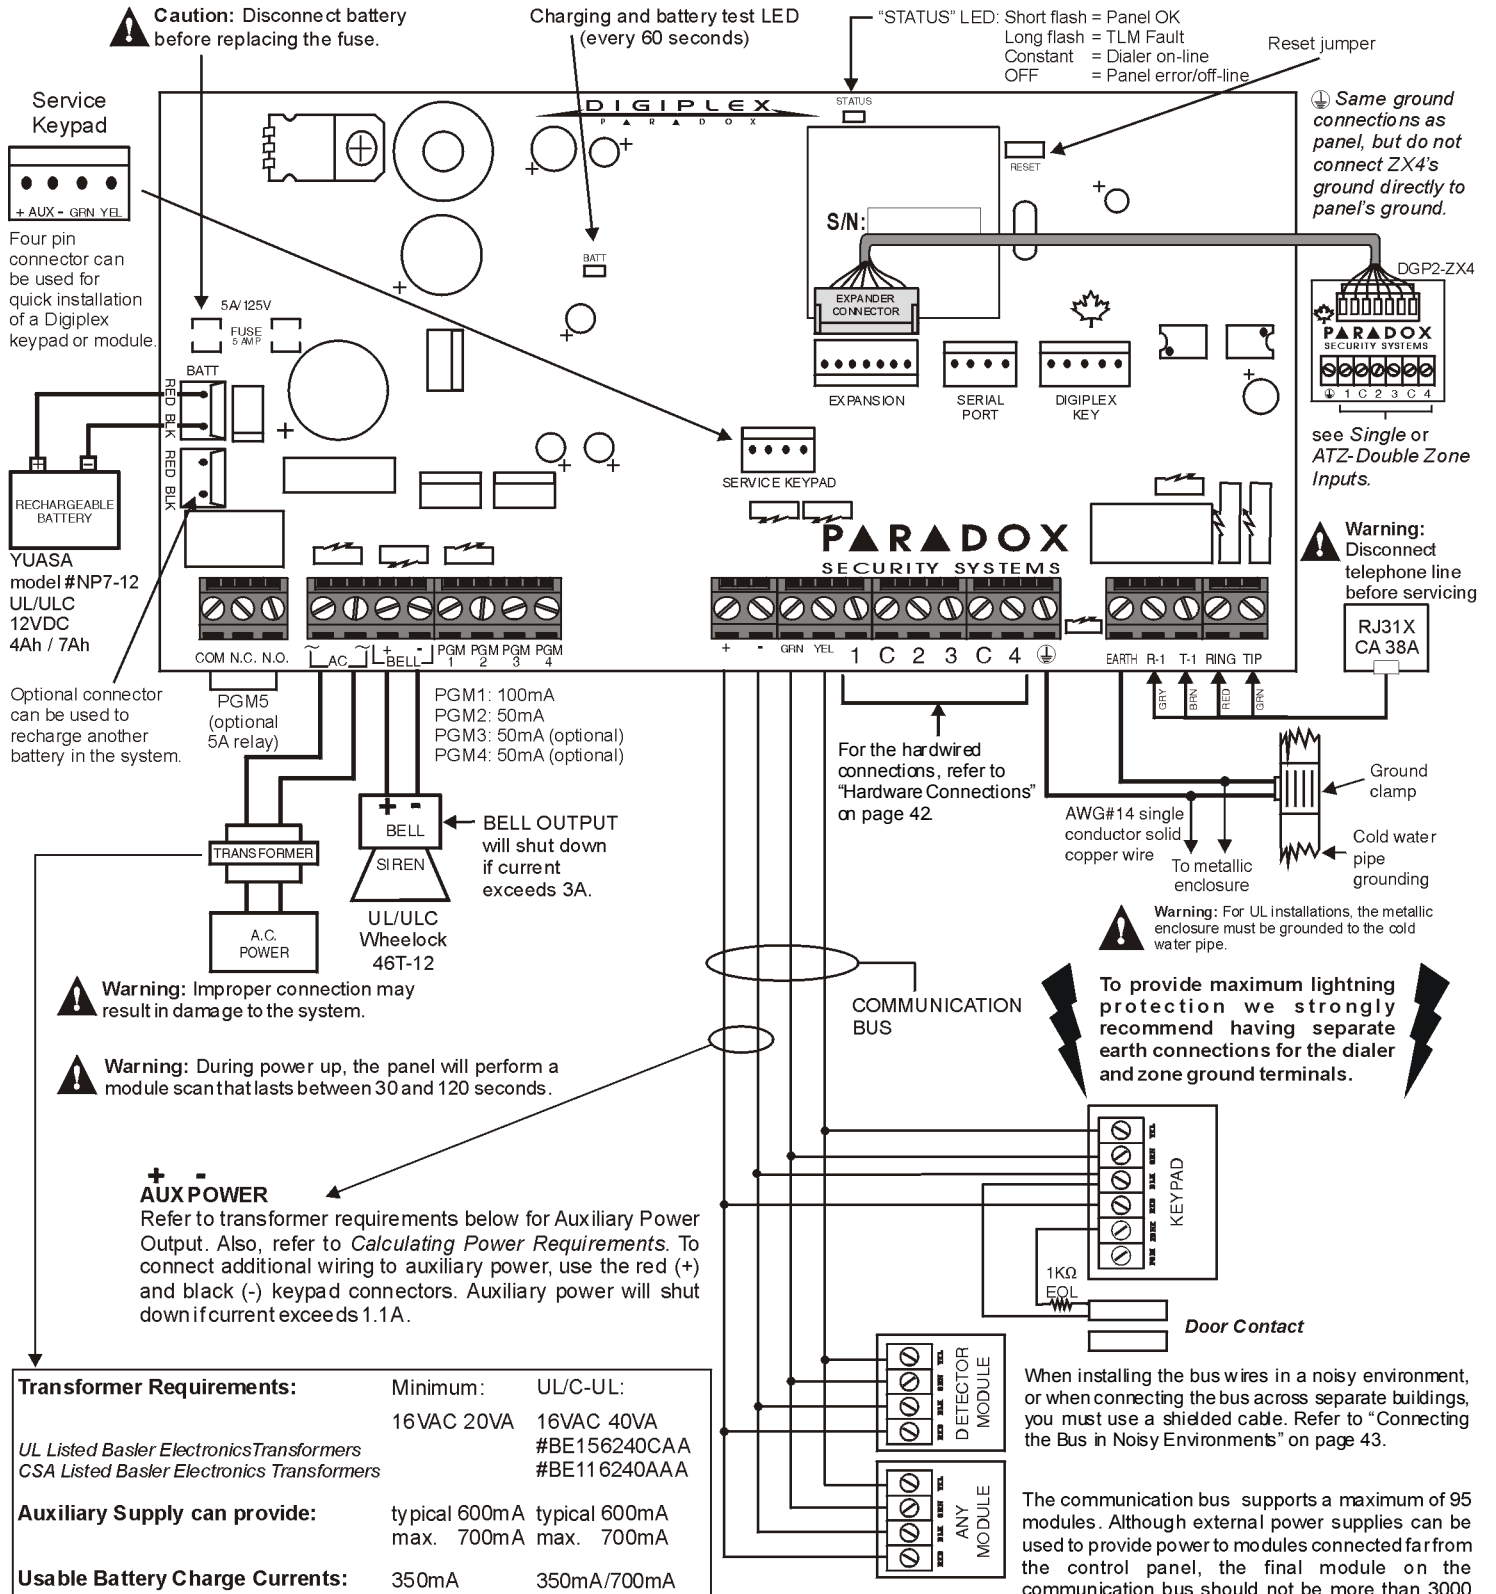 Caution: Disconnect battery
before replacing the fuse.
Charging and battery test LED
(every 60 seconds)
"STATUS" LED: Short flash = Panel OK
Long flash = TLM Fault
Constant = Dialer on-line
OFF = Panel error/off-line
Reset jumper
Service
Keypad
+ AUX - GRN YEL
Four pin
connector can
be used for
quick installation
of a Digiplex
keypad or module.
DIGIPLEX
PARADOX
STATUS
RESET
S/N:
BATT
Same ground
connections as
panel, but do not
connect ZX4's
ground directly to
panel's ground.
DGP2-ZX4
PARADOX
SECURITY SYSTEMS
1 C 2 3 C 4
see Single or
ATZ-Double Zone
Inputs.
5A/125V
FUSE
5 AMP
BATT
RED BLK
RED BLK
+
EXPANDER
CONNECTOR
EXPANSION
SERIAL
PORT
DIGIPLEX
KEY
SERVICE KEYPAD
+ -
RECHARGEABLE
BATTERY
YUASA
model #NP7-12
UL/ULC
12VDC
4Ah / 7Ah
PARADOX
SECURITY SYSTEMS
Warning:
Disconnect
telephone line
before servicing
RJ31X
CA 38A
COM N.C. N.O.
AC
+ -
BELL
PGM 1
PGM 2
PGM 3
PGM 4
+ - GRN YEL 1 C 2 3 C 4
EARTH R-1 T-1 RING TIP
GRY BRN RED GRN
Optional connector
can be used to
recharge another
battery in the system.
PGM5
(optional
5A relay)
PGM1: 100mA
PGM2: 50mA
PGM3: 50mA (optional)
PGM4: 50mA (optional)
For the hardwired
connections, refer to
"Hardware Connections"
on page 42.
Ground
clamp
AWG#14 single
conductor solid
copper wire
To metallic
enclosure
Cold water
pipe
grounding
TRANSFORMER
A.C.
POWER
+ -
BELL
SIREN
UL/ULC
Wheelock
46T-12
BELL OUTPUT
will shut down
if current
exceeds 3A.
Warning: For UL installations, the metallic
enclosure must be grounded to the cold
water pipe.
Warning: Improper connection may
result in damage to the system.
COMMUNICATION
BUS
To provide maximum lightning
protection we strongly
recommend having separate
earth connections for the dialer
and zone ground terminals.
Warning: During power up, the panel will perform a
module scan that lasts between 30 and 120 seconds.
+ -
AUX POWER
Refer to transformer requirements below for Auxiliary Power
Output. Also, refer to Calculating Power Requirements. To
connect additional wiring to auxiliary power, use the red (+)
and black (-) keypad connectors. Auxiliary power will shut
down if current exceeds 1.1A.
YEL
GRN
BLK
RED
ZONE
PGM
KEYPAD
1KΩ
EOL
Door Contact
YEL
GRN
BLK
RED
DETECTOR
MODULE
YEL
GRN
BLK
RED
ANY
MODULE
When installing the bus wires in a noisy environment,
or when connecting the bus across separate buildings,
you must use a shielded cable. Refer to "Connecting
the Bus in Noisy Environments" on page 43.
The communication bus supports a maximum of 95
modules. Although external power supplies can be
used to provide power to modules connected far from
the control panel, the final module on the
communication bus should not be more than 3000
Transformer Requirements: Minimum: UL/C-UL:
16VAC 20VA 16VAC 40VA
UL Listed Basler Electronics Transformers #BE156240CAA
CSA Listed Basler Electronics Transformers #BE116240AAA
Auxiliary Supply can provide: typical 600mA typical 600mA
max. 700mA max. 700mA
Usable Battery Charge Currents: 350mA 350mA/700mA